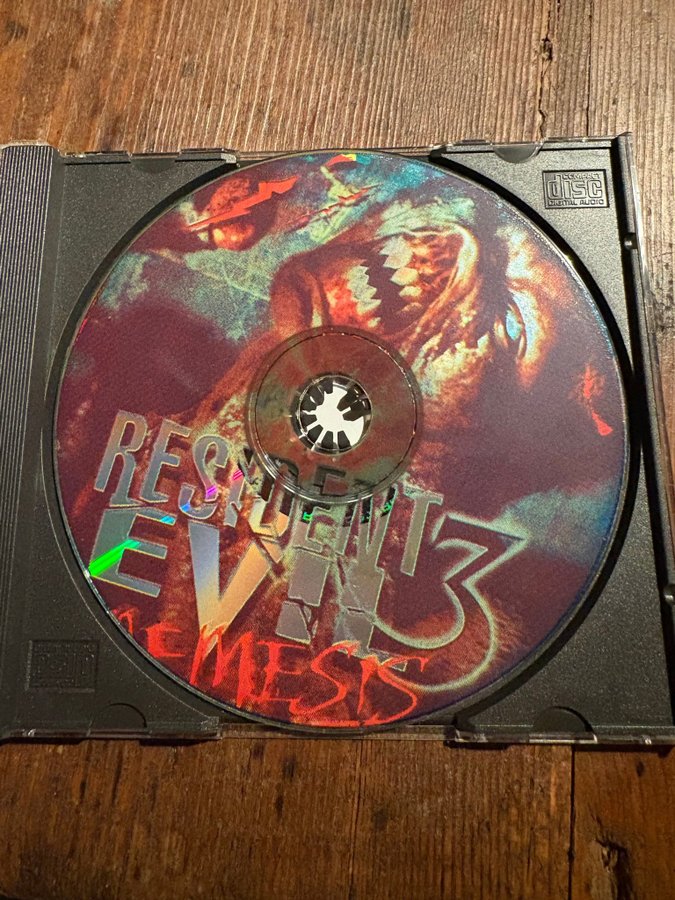 COMPACT
DISC
DIGITAL AUDIO
RESIDENT
EVIL 3
NEMESIS